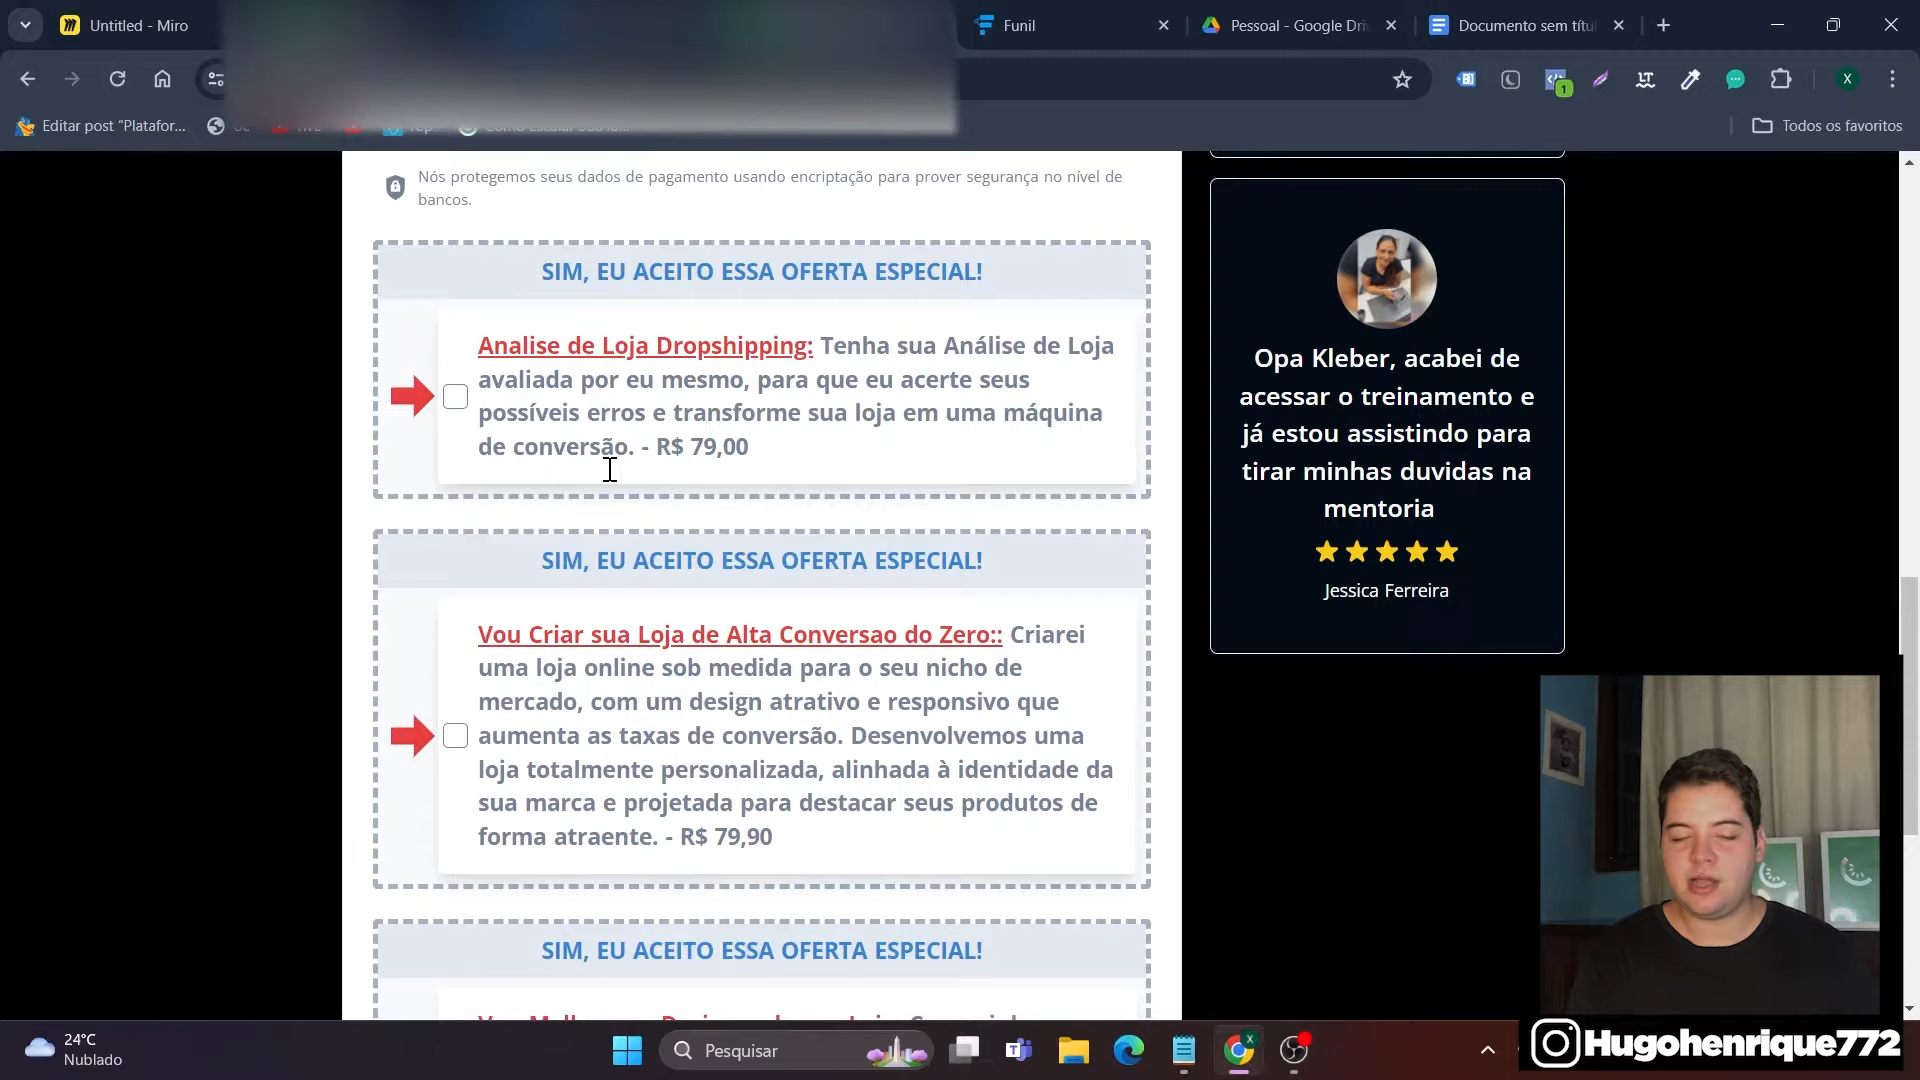 Untitled - Miro
Funil
Pessoal - Google Dri
Documento sem títu
X
1
Editar post “Platafor...
Todos os favoritos
Nós protegemos seus dados de pagamento usando encriptação para prover segurança no nível de
bancos.
SIM, EU ACEITO ESSA OFERTA ESPECIAL!
Analise de Loja Dropshipping: Tenha sua Análise de Loja
avaliada por eu mesmo, para que eu acerte seus
possíveis erros e transforme sua loja em uma máquina
de conversão. - R$ 79,00
SIM, EU ACEITO ESSA OFERTA ESPECIAL!
Vou Criar sua Loja de Alta Conversao do Zero:: Criarei
uma loja online sob medida para o seu nicho de
mercado, com um design atrativo e responsivo que
aumenta as taxas de conversão. Desenvolvemos uma
loja totalmente personalizada, alinhada à identidade da
sua marca e projetada para destacar seus produtos de
forma atraente. - R$ 79,90
SIM, EU ACEITO ESSA OFERTA ESPECIAL!
Opa Kleber, acabei de
acessar o treinamento e
já estou assistindo para
tirar minhas duvidas na
mentoria
Jessica Ferreira
24°C
Nublado
Pesquisar
Hugohenrique772